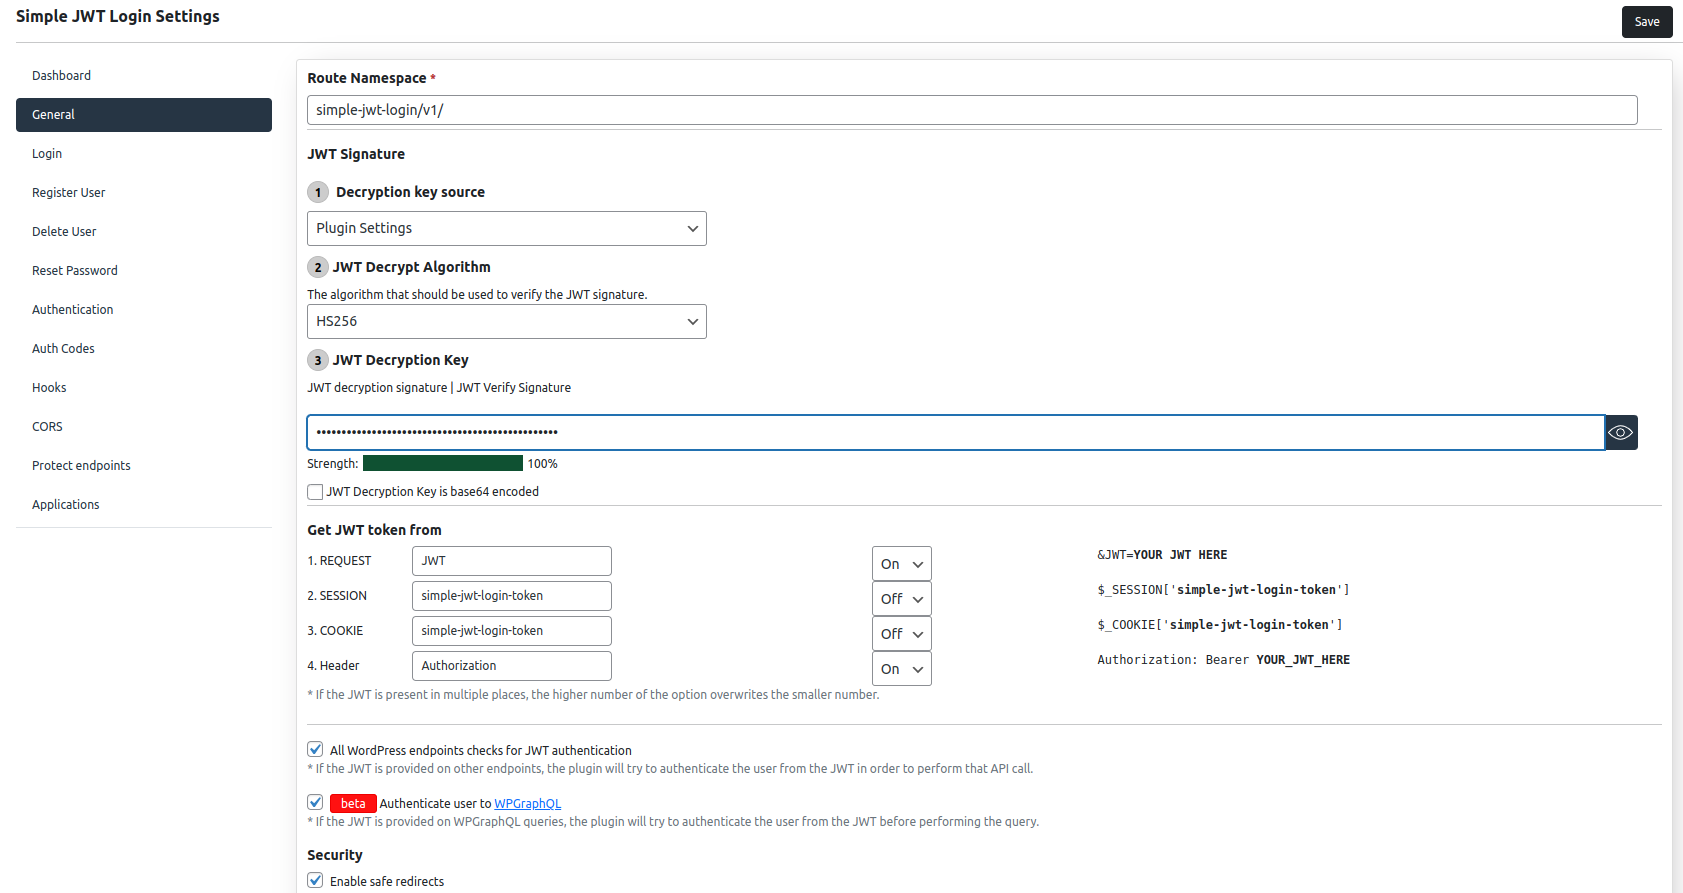 Simple JWT Login Settings
Save
Dashboard
General
Login
Register User
Delete User
Reset Password
Authentication
Auth Codes
Hooks
CORS
Protect endpoints
Applications
Route Namespace *
simple-jwt-login/v1/
JWT Signature
1 Decryption key source
Plugin Settings
2 JWT Decrypt Algorithm
The algorithm that should be used to verify the JWT signature.
HS256
3 JWT Decryption Key
JWT decryption signature | JWT Verify Signature
Strength: 100%
JWT Decryption Key is base64 encoded
Get JWT token from
1. REQUEST JWT On &JWT=YOUR JWT HERE
2. SESSION simple-jwt-login-token Off $_SESSION['simple-jwt-login-token']
3. COOKIE simple-jwt-login-token Off $_COOKIE['simple-jwt-login-token']
4. Header Authorization On Authorization: Bearer YOUR_JWT_HERE
* If the JWT is present in multiple places, the higher number of the option overwrites the smaller number.
All WordPress endpoints checks for JWT authentication
* If the JWT is provided on other endpoints, the plugin will try to authenticate the user from the JWT in order to perform that API call.
beta Authenticate user to WPGraphQL
* If the JWT is provided on WPGraphQL queries, the plugin will try to authenticate the user from the JWT before performing the query.
Security
Enable safe redirects